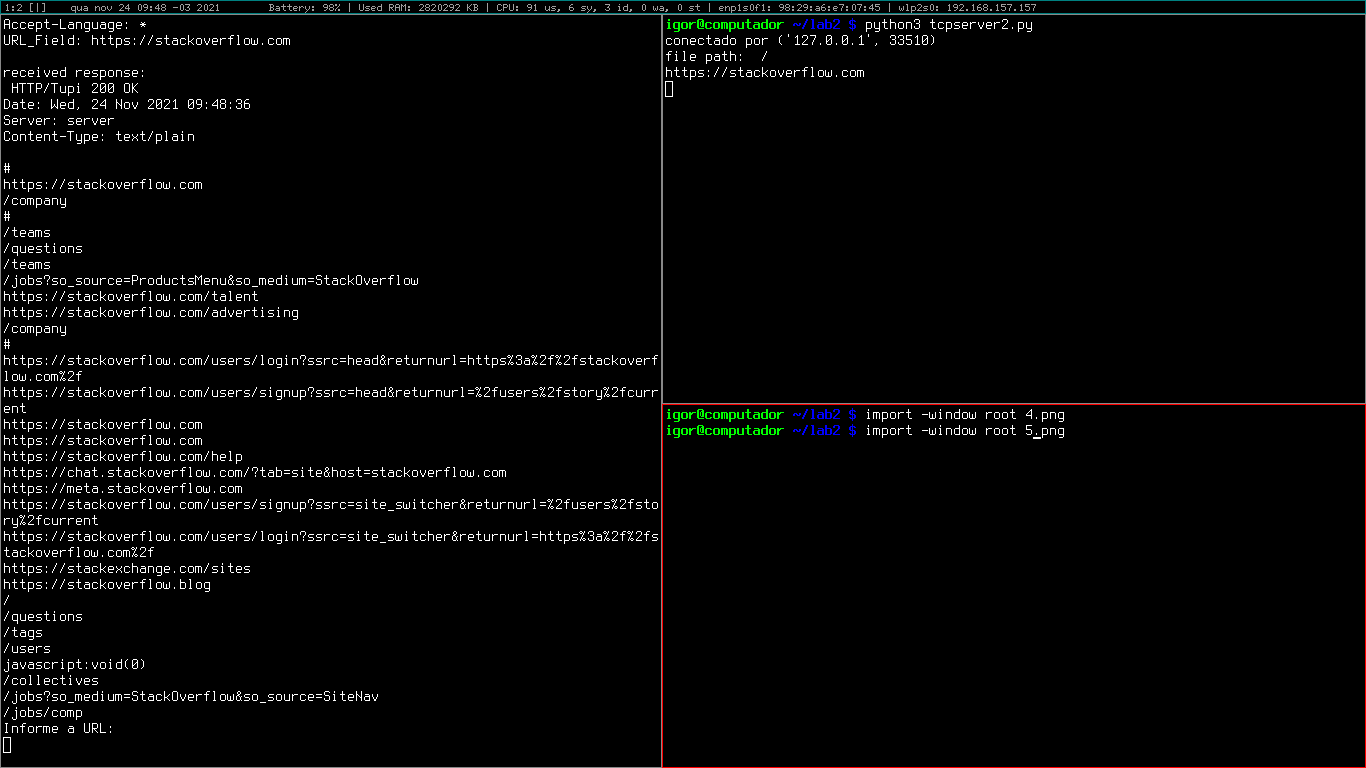 1:2 [|] qua nov 24 09:48 -03 2021 Battery: 98% | Used RAM: 2820292 KB | CPU: 91 us, 6 sy, 3 id, 0 wa, 0 st | enp1s0f1: 98:29:a6:e7:07:45 | wlp2s0: 192.168.157.157
Accept-Language: *
URL_Field: https://stackoverflow.com
received response:
HTTP/Tupi 200 OK
Date: Wed, 24 Nov 2021 09:48:36
Server: server
Content-Type: text/plain
#
https://stackoverflow.com
/company
#
/teams
/questions
/teams
/jobs?so_source=ProductsMenu&so_medium=StackOverflow
https://stackoverflow.com/talent
https://stackoverflow.com/advertising
/company
#
https://stackoverflow.com/users/login?ssrc=head&returnurl=https%3a%2f%2fstackoverf
low.com%2f
https://stackoverflow.com/users/signup?ssrc=head&returnurl=%2fusers%2fstory%2fcurr
ent
https://stackoverflow.com
https://stackoverflow.com
https://stackoverflow.com/help
https://chat.stackoverflow.com/?tab=site&host=stackoverflow.com
https://meta.stackoverflow.com
https://stackoverflow.com/users/signup?ssrc=site_switcher&returnurl=%2fusers%2fsto
ry%2fcurrent
https://stackoverflow.com/users/login?ssrc=site_switcher&returnurl=https%3a%2f%2fs
tackoverflow.com%2f
https://stackexchange.com/sites
https://stackoverflow.blog
/
/questions
/tags
/users
javascript:void(0)
/collectives
/jobs?so_medium=StackOverflow&so_source=SiteNav
/jobs/comp
Informe a URL:
igor@computador ~/lab2 $ python3 tcpserver2.py
conectado por ('127.0.0.1', 33510)
file path:  /
https://stackoverflow.com
igor@computador ~/lab2 $ import -window root 4.png
igor@computador ~/lab2 $ import -window root 5.png